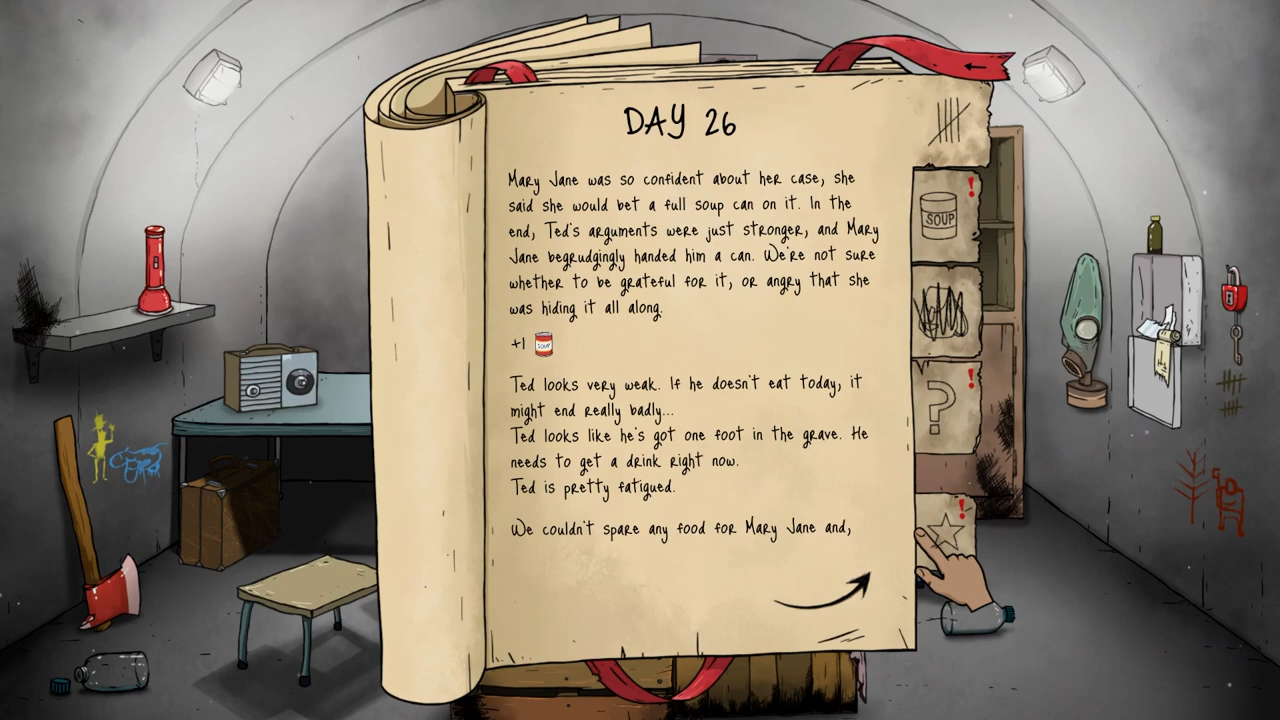 DAY 26
Mary Jane was so confident about her case, she
said she would bet a full soup can on it. In the
end, Ted's arguments were just stronger, and Mary
Jane begrudgingly handed him a can. We're not sure
whether to be grateful for it, or angry that she
was hiding it all along.
+1 SOUP
Ted looks very weak. If he doesn't eat today, it
might end really badly...
Ted looks like he's got one foot in the grave. He
needs to get a drink right now.
Ted is pretty fatigued.
We couldn't spare any food for Mary Jane and,
!
SOUP
!
?
!